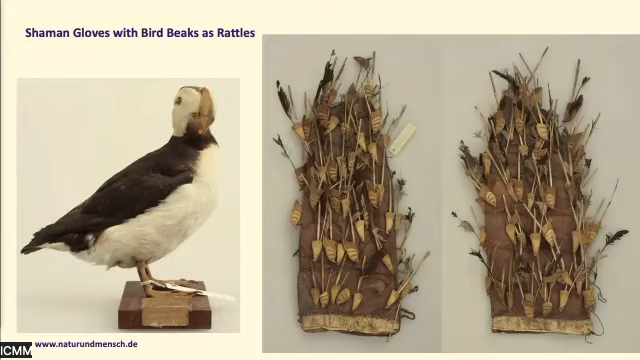 Shaman Gloves with Bird Beaks as Rattles
www.naturundmensch.de
ICMM